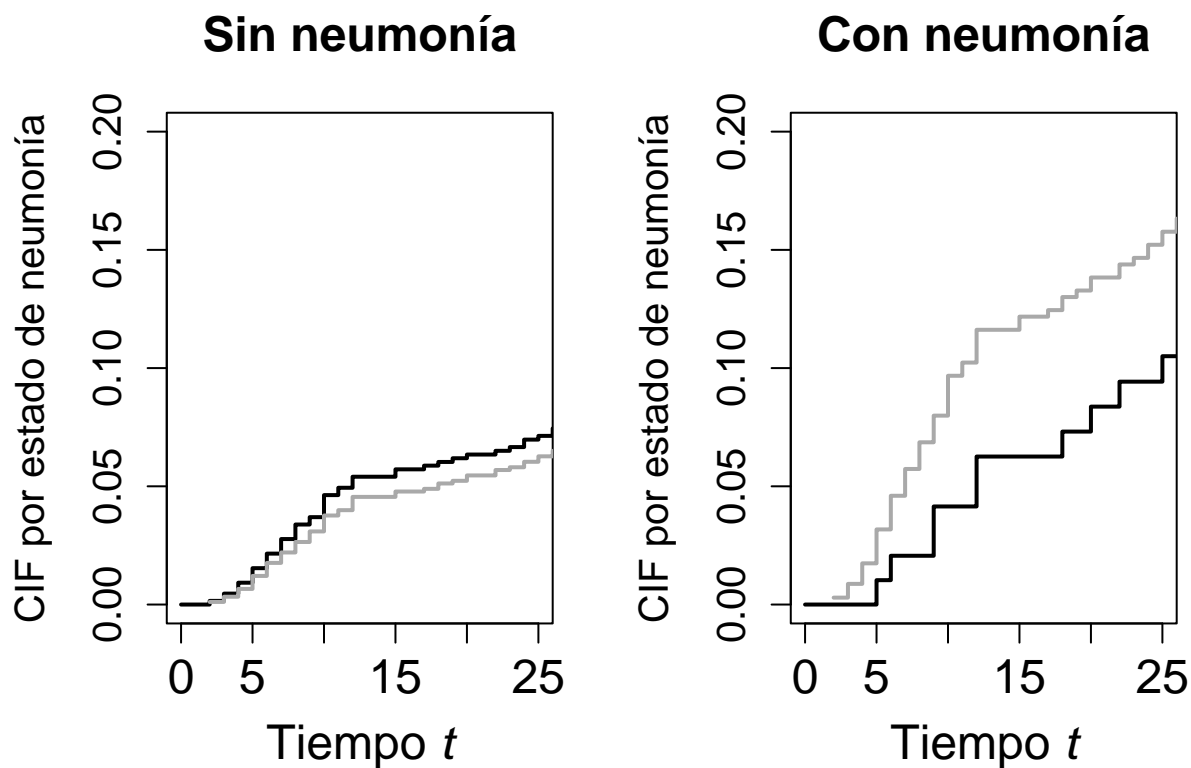 Sin neumonía
CIF por estado de neumonía
0.20
0.15
0.10
0.05
0.00
0 5 15 25
Tiempo t
Con neumonía
CIF por estado de neumonía
0.20
0.15
0.10
0.05
0.00
0 5 15 25
Tiempo t